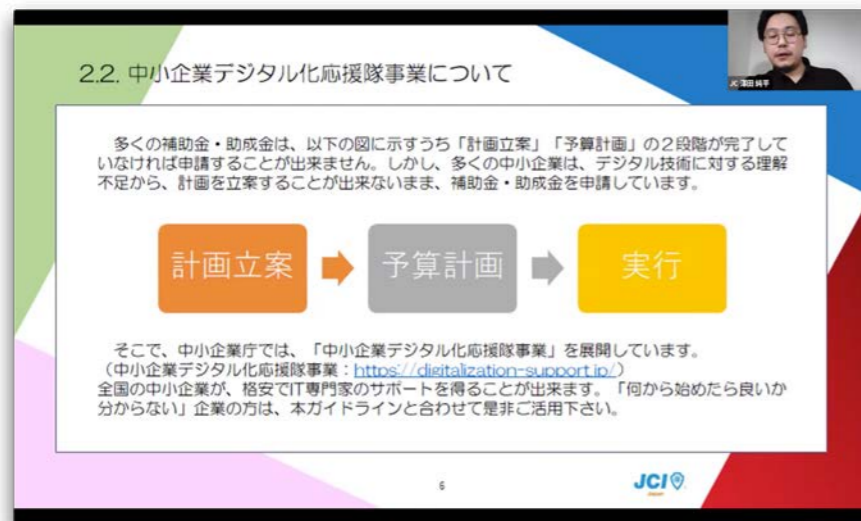 2.2. 中小企業デジタル化応援隊事業について
多くの補助金・助成金は、以下の図に示すうち「計画立案」「予算計画」の2段階が完了して
いなければ申請することが出来ません。しかし、多くの中小企業は、デジタル技術に対する理解
不足から、計画を立案することが出来ないまま、補助金・助成金を申請しています。
計画立案
予算計画
実行
そこで、中小企業庁では、「中小企業デジタル化応援隊事業」を展開しています。
(中小企業デジタル化応援隊事業:https://digitalization-support.jp/)
全国の中小企業が、格安でIT専門家のサポートを得ることが出来ます。「何から始めたら良いか
分からない」企業の方は、本ガイドラインと合わせて是非ご活用下さい。
6
JCI